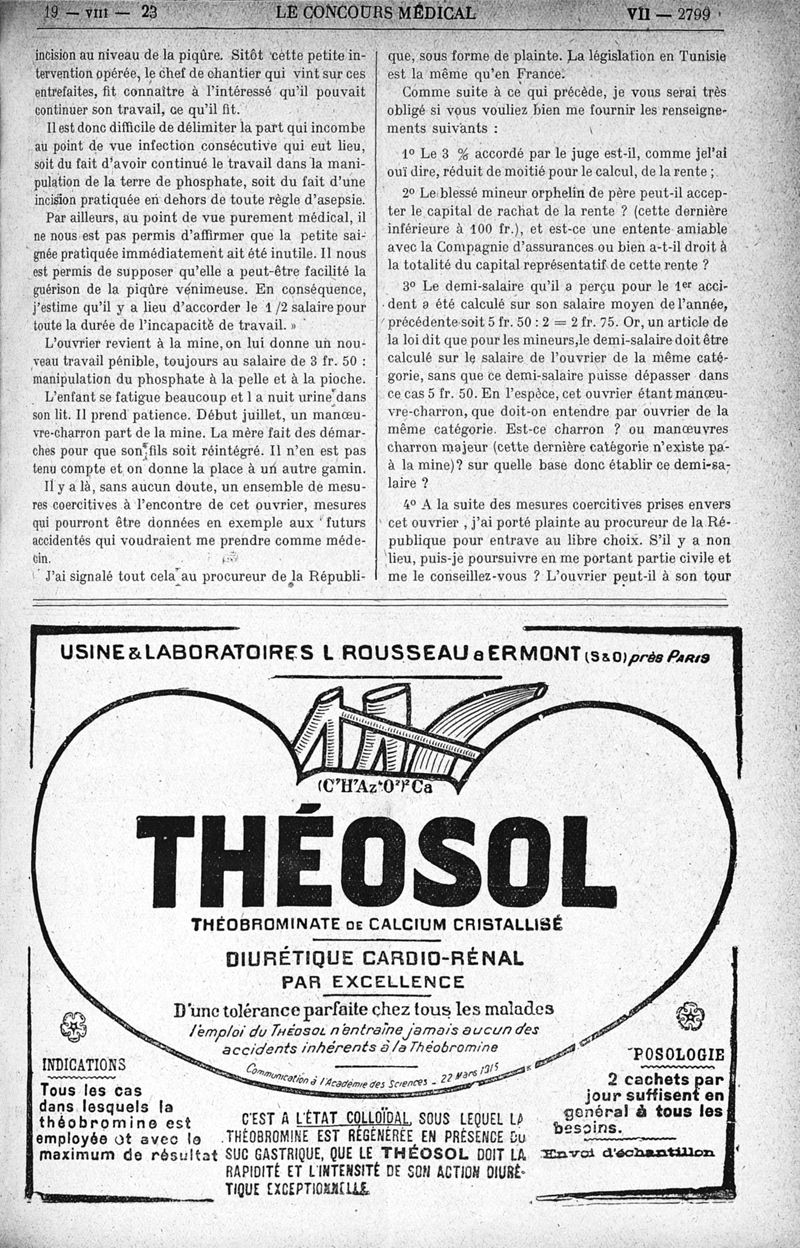 19 — VIII — 23
LE CONCOURS MÉDICAL
VII — 2799
incision au niveau de la piqûre. Sitôt cette petite in-
tervention opérée, le chef de chantier qui vint sur ces
entrefaites, fit connaître à l'intéressé qu'il pouvait
continuer son travail, ce qu'il fit.
Il est donc difficile de délimiter la part qui incombe
au point de vue infection consécutive qui eut lieu,
soit du fait d'avoir continué le travail dans la mani-
pulation de la terre de phosphate, soit du fait d'une
incision pratiquée en dehors de toute règle d'asepsie.
Par ailleurs, au point de vue purement médical, il
ne nous est pas permis d'affirmer que la petite sai-
gnée pratiquée immédiatement ait été inutile. Il nous
est permis de supposer qu'elle a peut-être facilité la
guérison de la piqûre vénimeuse. En conséquence,
j'estime qu'il y a lieu d'accorder le 1/2 salaire pour
toute la durée de l'incapacité de travail. »
L'ouvrier revient à la mine, on lui donne un nou-
veau travail pénible, toujours au salaire de 3 fr. 50 :
manipulation du phosphate à la pelle et à la pioche.
L'enfant se fatigue beaucoup et la nuit urine dans
son lit. Il prend patience. Début juillet, un manœu-
vre-charron part de la mine. La mère fait des démar-
ches pour que son fils soit réintégré. Il n'en est pas
tenu compte et on donne la place à un autre gamin.
Il y a là, sans aucun doute, un ensemble de mesu-
res coercitives à l'encontre de cet ouvrier, mesures
qui pourront être données en exemple aux futurs
accidentés qui voudraient me prendre comme méde-
cin.
J'ai signalé tout cela au procureur de la Républi-
que, sous forme de plainte. La législation en Tunisie
est la même qu'en France.
Comme suite à ce qui précède, je vous serai très
obligé si vous vouliez bien me fournir les renseigne-
ments suivants :
1º Le 3 % accordé par le juge est-il, comme jel'ai
ouï dire, réduit de moitié pour le calcul, de la rente ;
2º Le blessé mineur orphelin de père peut-il accep-
ter le capital de rachat de la rente ? (cette dernière
inférieure à 100 fr.), et est-ce une entente amiable
avec la Compagnie d'assurances ou bien a-t-il droit à
la totalité du capital représentatif de cette rente ?
3º Le demi-salaire qu'il a perçu pour le 1er acci-
dent a été calculé sur son salaire moyen de l'année,
précédente soit 5 fr. 50 : 2 = 2 fr. 75. Or, un article de
la loi dit que pour les mineurs, le demi-salaire doit être
calculé sur le salaire de l'ouvrier de la même caté-
gorie, sans que ce demi-salaire puisse dépasser dans
ce cas 5 fr. 50. En l'espèce, cet ouvrier étant manœu-
vre-charron, que doit-on entendre par ouvrier de la
même catégorie. Est-ce charron ? ou manœuvres
charron majeur (cette dernière catégorie n'existe pa-
à la mine)? sur quelle base donc établir ce demi-sa-
laire ?
4º A la suite des mesures coercitives prises envers
cet ouvrier , j'ai porté plainte au procureur de la Ré-
publique pour entrave au libre choix. S'il y a non
lieu, puis-je poursuivre en me portant partie civile et
me le conseillez-vous ? L'ouvrier peut-il à son tour
USINE & LABORATOIRES L ROUSSEAU à ERMONT (S&O) près PARIS
(C⁷H⁷Az⁴O²)²Ca
THÉOSOL
THÉOBROMINATE DE CALCIUM CRISTALLISÉ
DIURÉTIQUE CARDIO-RÉNAL
PAR EXCELLENCE
D'une tolérance parfaite chez tous les malades
l'emploi du THÉOSOL n'entraîne jamais aucun des
accidents inhérents à la Théobromine
Communication à l'Académie des Sciences - 22 Mars 1915
INDICATIONS
Tous les cas
dans lesquels la
théobromine est
employée et avec le
maximum de résultat
C'EST A L'ÉTAT COLLOÏDAL, SOUS LEQUEL LA
THÉOBROMINE EST RÉGÉNÉRÉE EN PRÉSENCE DU
SUC GASTRIQUE, QUE LE THÉOSOL DOIT LA
RAPIDITÉ ET L'INTENSITÉ DE SON ACTION DIURÉ-
TIQUE EXCEPTIONNELLE.
POSOLOGIE
2 cachets par
jour suffisent en
général à tous les
besoins.
Envoi d'échantillon